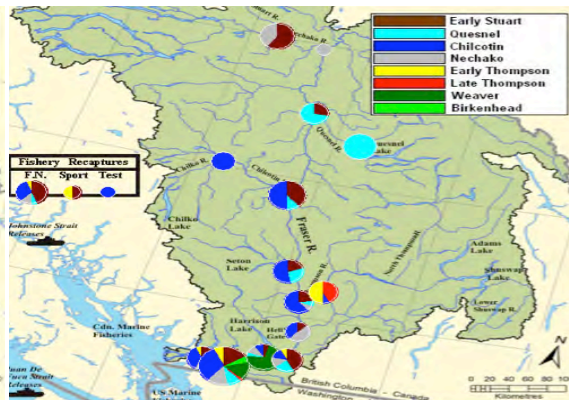 Early Stuart
Quesnel
Chilcotin
Nechako
Early Thompson
Late Thompson
Weaver
Birkenhead
Stuart R.
Nechako R.
Quesnel R.
Quesnel
Lake
Fishery Recaptures
F.N. Sport Test
Chilko R.
Chilcotin
Johnstone Strait
Releases
Chilko
Lake
Fraser R.
North Thompson R.
Adams
Lake
Seton
Lake
Shuswap
Lake
Lower
Shuswap R.
Harrison
Lake
Hell's
Gate
Cdn. Marine
Fisheries
Juan De
Fuca Strait
Releases
US Marine
British Columbia - Canada
Washington
N
0 10 20 40 60 80 100
Kilometres